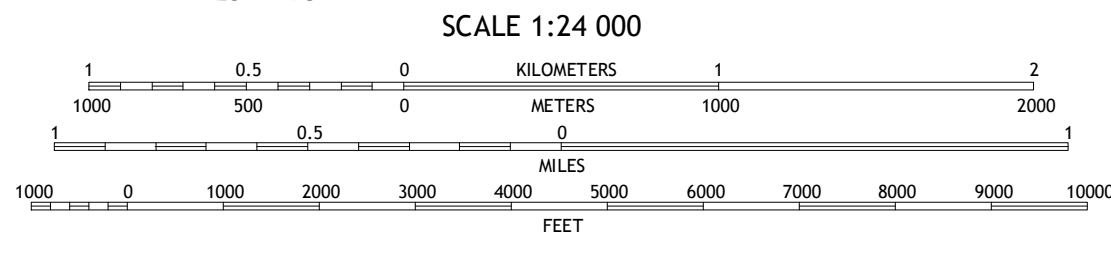 SCALE 1:24 000
1 0.5 0 KILOMETERS 1 2
1000 500 0 METERS 1000 2000
1 0.5 0 1
MILES
1000 0 1000 2000 3000 4000 5000 6000 7000 8000 9000 10000
FEET